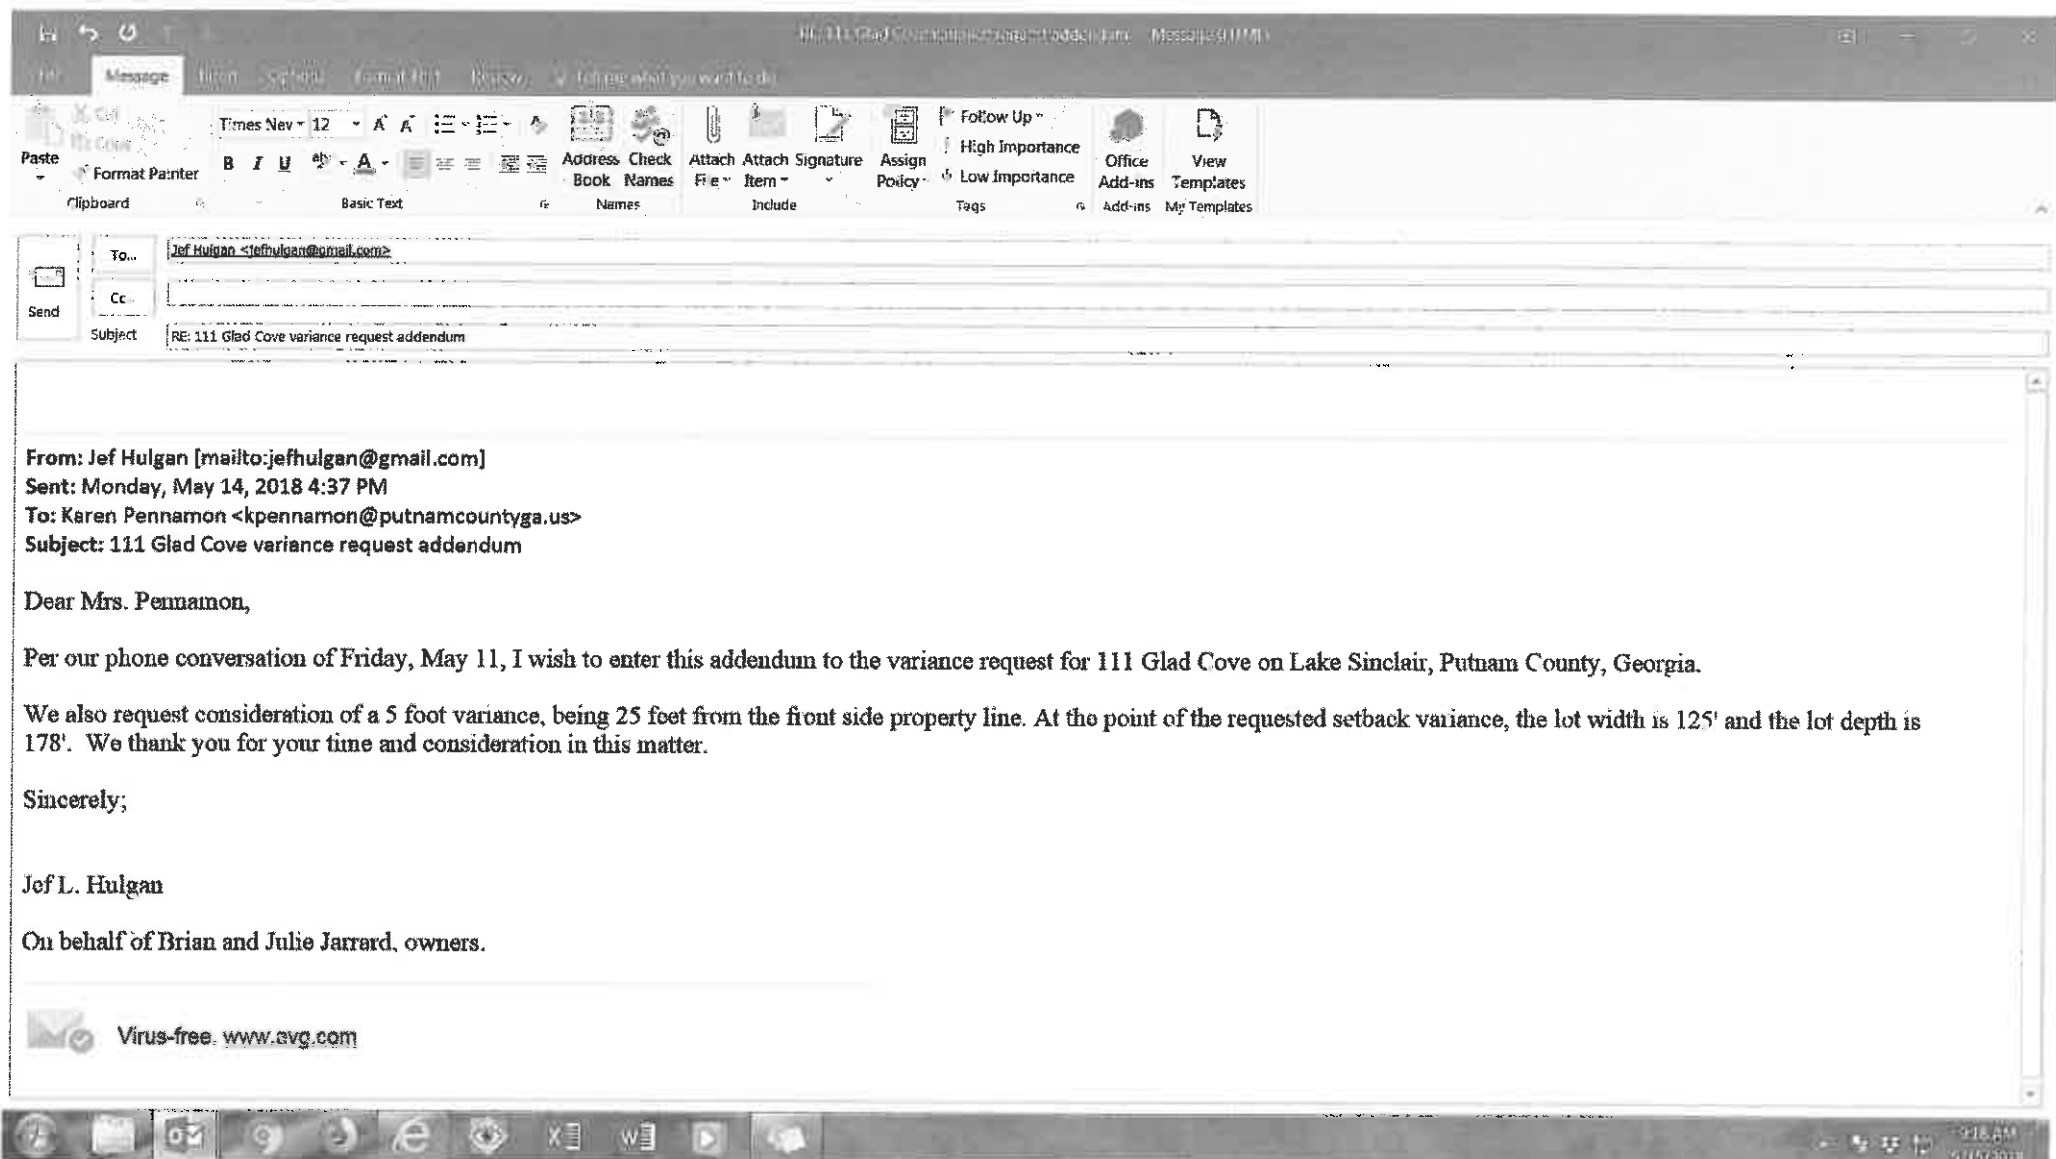 Message
Times Nev 12
Paste
Format Painter
B I U
Address Book
Check Names
Attach File
Attach Item
Signature
Assign Policy
Follow Up
High Importance
Low Importance
Office Add-ins
View Templates
Clipboard
Basic Text
Names
Include
Tags
Add-ins
My Templates
Send
To...
Jef Hulgan <jefhulgan@gmail.com>
Cc...
Subject
RE: 111 Glad Cove variance request addendum
From: Jef Hulgan [mailto:jefhulgan@gmail.com]
Sent: Monday, May 14, 2018 4:37 PM
To: Karen Pennamon <kpennamon@putnamcountyga.us>
Subject: 111 Glad Cove variance request addendum
Dear Mrs. Pennamon,
Per our phone conversation of Friday, May 11, I wish to enter this addendum to the variance request for 111 Glad Cove on Lake Sinclair, Putnam County, Georgia.
We also request consideration of a 5 foot variance, being 25 feet from the front side property line. At the point of the requested setback variance, the lot width is 125' and the lot depth is
178'. We thank you for your time and consideration in this matter.
Sincerely;
Jef L. Hulgan
On behalf of Brian and Julie Jarrard, owners.
Virus-free. www.avg.com
9:18 AM